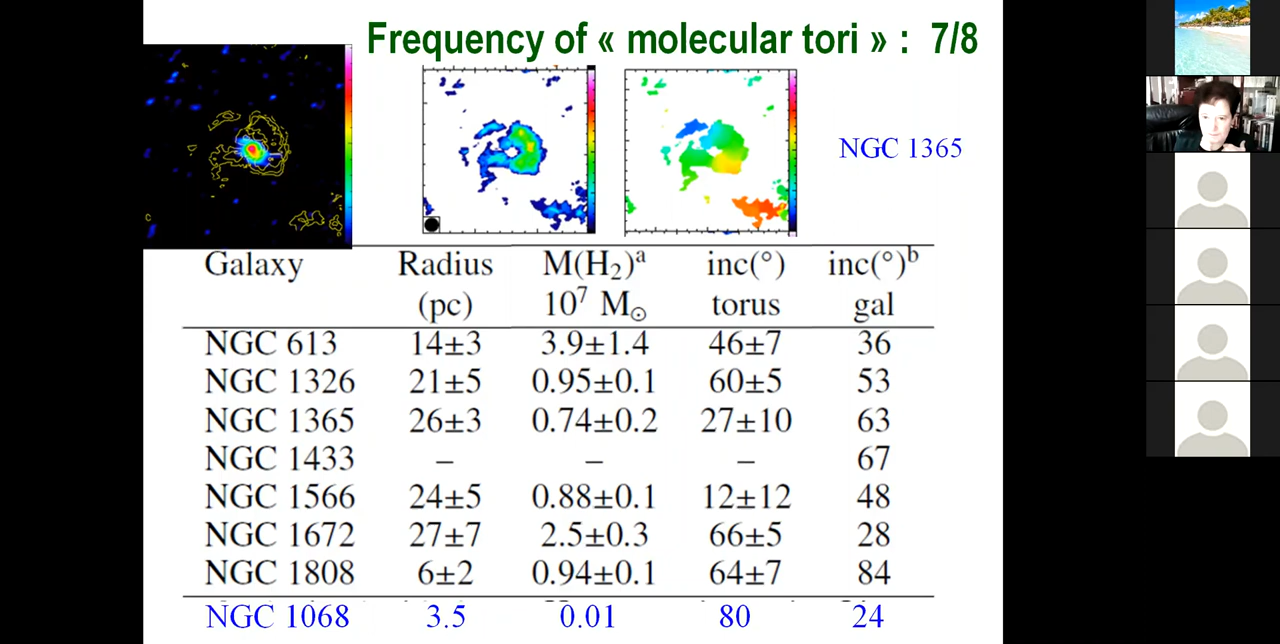 Frequency of « molecular tori » : 7/8
NGC 1365
Galaxy Radius M(H₂)ᵃ inc(°) inc(°)ᵇ
(pc) 10⁷ M⊙ torus gal
NGC 613 14±3 3.9±1.4 46±7 36
NGC 1326 21±5 0.95±0.1 60±5 53
NGC 1365 26±3 0.74±0.2 27±10 63
NGC 1433 – – – 67
NGC 1566 24±5 0.88±0.1 12±12 48
NGC 1672 27±7 2.5±0.3 66±5 28
NGC 1808 6±2 0.94±0.1 64±7 84
NGC 1068 3.5 0.01 80 24